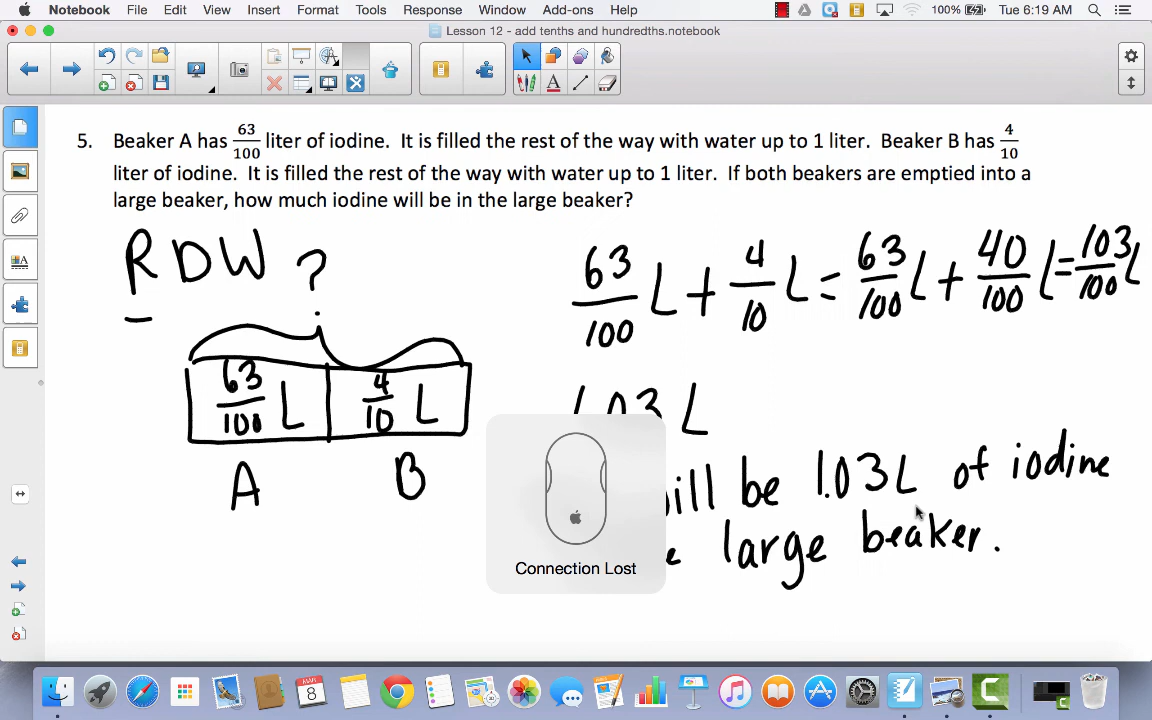 Notebook File Edit View Insert Format Tools Response Window Add-ons Help 100% Tue 6:19 AM
Lesson 12 - add tenths and hundredths.notebook
5. Beaker A has 63/100 liter of iodine. It is filled the rest of the way with water up to 1 liter. Beaker B has 4/10
liter of iodine. It is filled the rest of the way with water up to 1 liter. If both beakers are emptied into a
large beaker, how much iodine will be in the large beaker?
RDW ?
63/100 L 4/10 L
A B
63/100 L + 4/10 L = 63/100 L + 40/100 L = 103/100 L
1.03 L
will be 1.03 L of iodine
large beaker.
Connection Lost
MAR
8